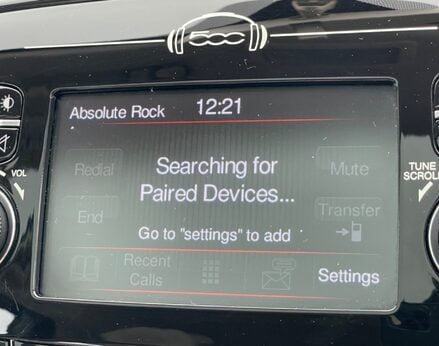 500
Absolute Rock 12:21
Redial
Searching for
Paired Devices...
Mute
VOL
TUNE
SCROLL
End
Transfer
Go to "settings" to add
Recent
Calls
Settings